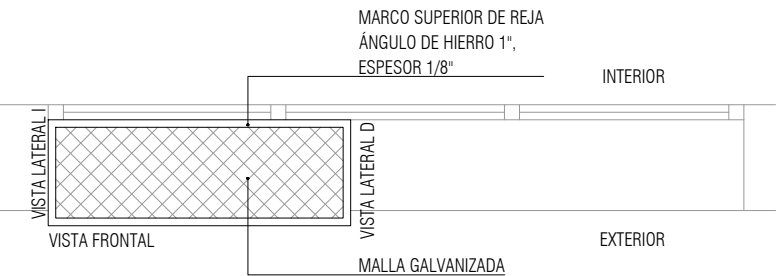 MARCO SUPERIOR DE REJA
ÁNGULO DE HIERRO 1",
ESPESOR 1/8"
INTERIOR
VISTA LATERAL I
VISTA LATERAL D
VISTA FRONTAL
EXTERIOR
MALLA GALVANIZADA